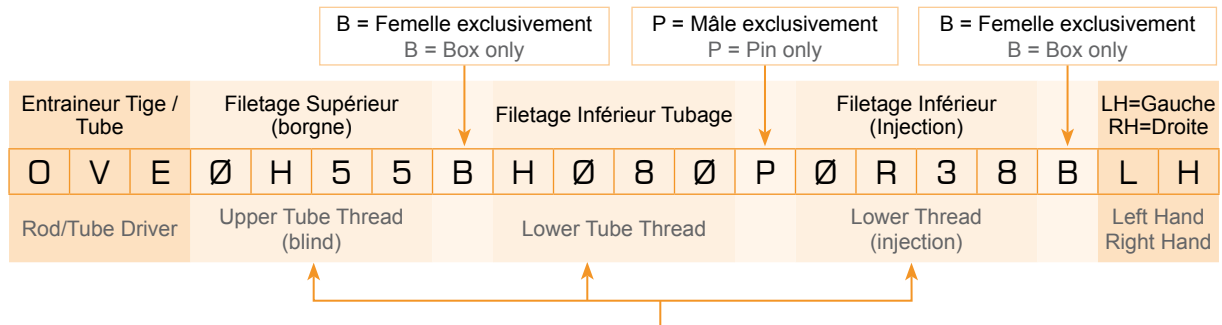 B = Femelle exclusivement
B = Box only
P = Mâle exclusivement
P = Pin only
B = Femelle exclusivement
B = Box only
Entraineur Tige /
Tube
Filetage Supérieur
(borgne)
Filetage Inférieur Tubage
Filetage Inférieur
(Injection)
LH=Gauche
RH=Droite
O V E Ø H 5 5 B H Ø 8 Ø P Ø R 3 8 B L H
Rod/Tube Driver
Upper Tube Thread
(blind)
Lower Tube Thread
Lower Thread
(injection)
Left Hand
Right Hand